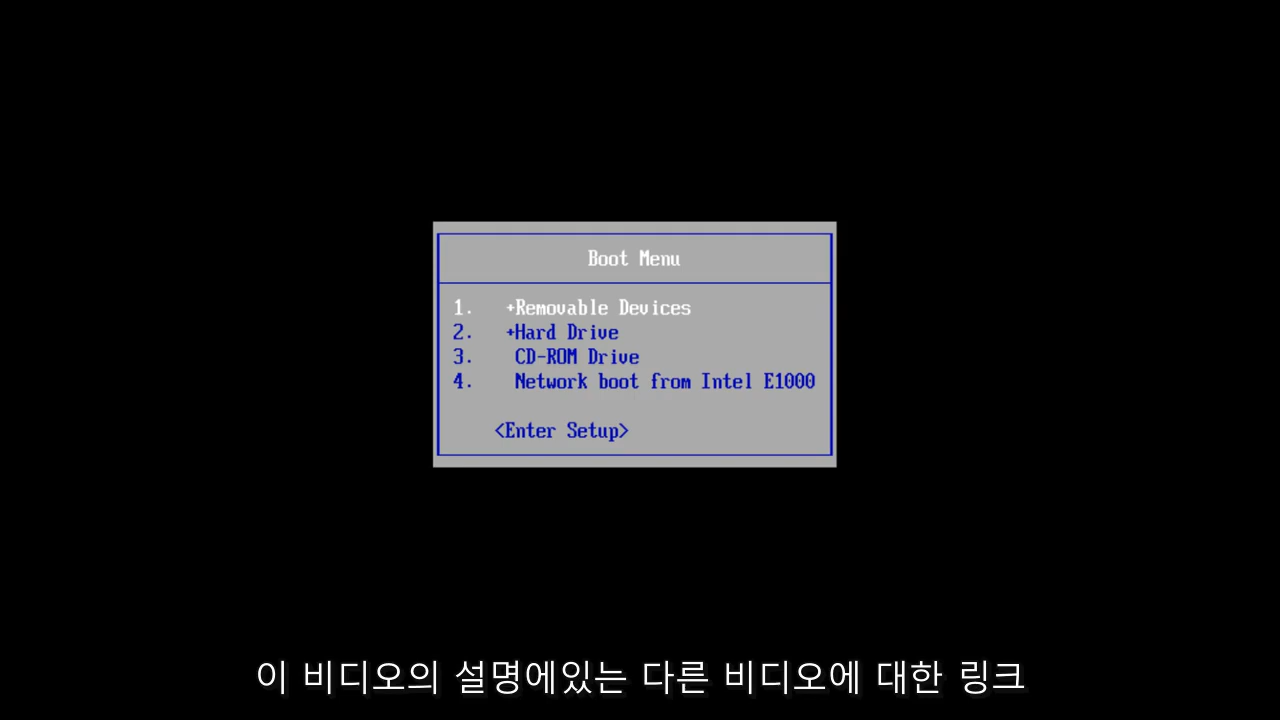 Boot Menu
1. +Removable Devices
2. +Hard Drive
3. CD-ROM Drive
4. Network boot from Intel E1000
<Enter Setup>
이 비디오의 설명에있는 다른 비디오에 대한 링크